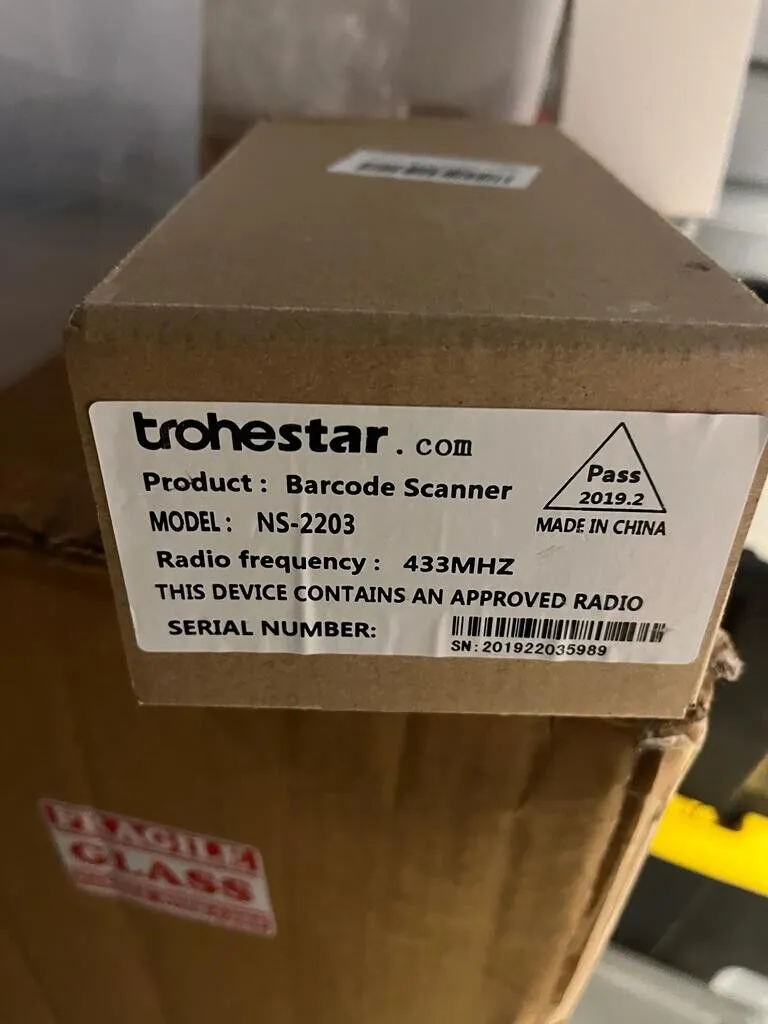 trohestar.com
Product: Barcode Scanner
MODEL: NS-2203
Radio frequency: 433MHZ
THIS DEVICE CONTAINS AN APPROVED RADIO
SERIAL NUMBER:
SN:201922035989
Pass
2019.2
MADE IN CHINA
FRAGILE
GLASS